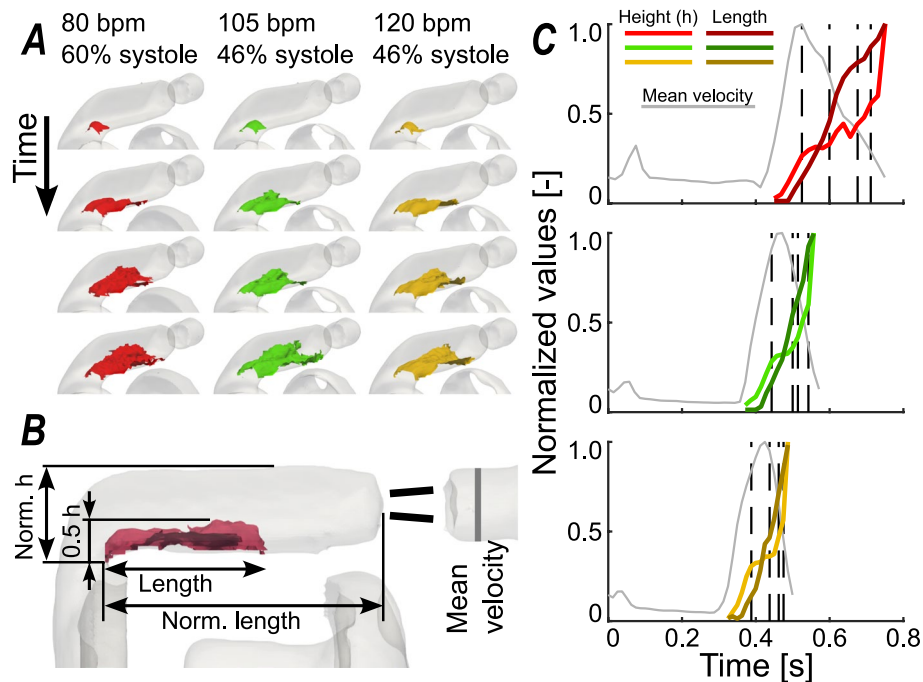 A
80 bpm
60% systole
105 bpm
46% systole
120 bpm
46% systole
Time
B
Norm. h
0.5 h
Length
Norm. length
Mean
velocity
C
Height (h) Length
Mean velocity
Normalized values [-]
1.0
0.5
0
1.0
0.5
0
1.0
0.5
0
0 0.2 0.4 0.6 0.8
Time [s]